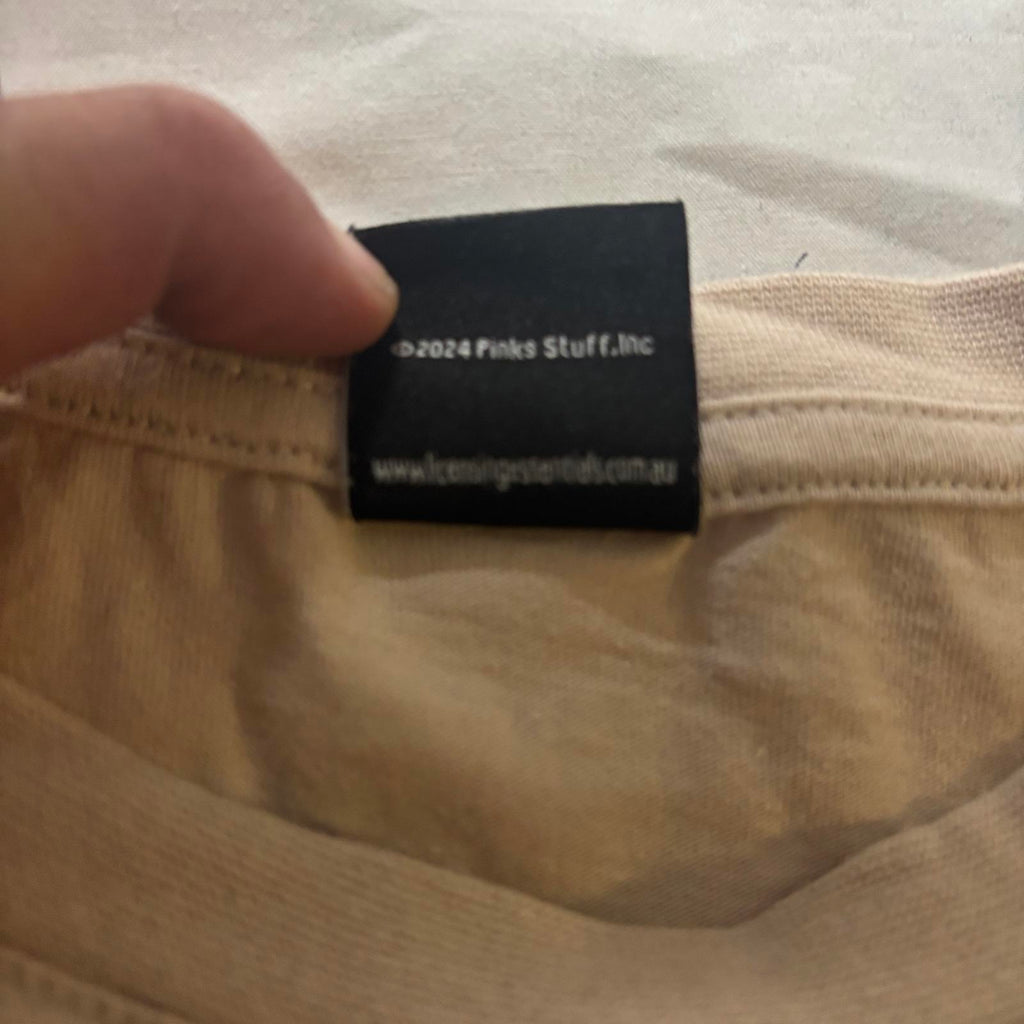 ©2024 Pinks Stuff.Inc
www.licensingessentials.com.au